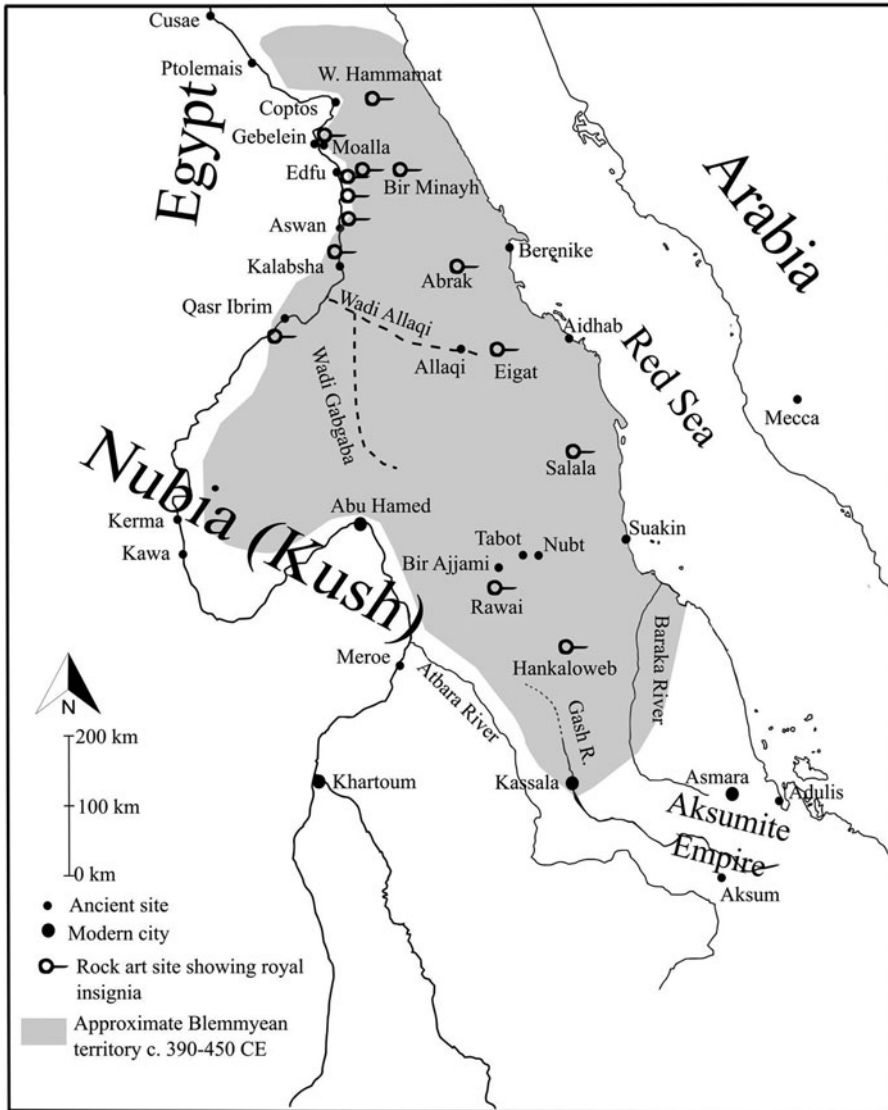 Cusae
Ptolemais
W. Hammamat
Coptos
Egypt
Gebelein
Moalla
Edfu
Bir Minayh
Arabia
Aswan
Berenike
Kalabsha
Abrak
Qasr Ibrim
Wadi Allaqi
Aidhab
Allaqi
Eigat
Red Sea
Wadi Gabgaba
Mecca
Salala
Nubia (Kush)
Abu Hamed
Kerma
Suakin
Tabot
Nubt
Kawa
Bir Ajjami
Rawai
Hankaloweb
Baraka River
Meroe
Atbara River
N
Gash R.
200 km
Khartoum
Kassala
Asmara
Adulis
100 km
Aksumite
Empire
0 km
Aksum
Ancient site
Modern city
Rock art site showing royal
insignia
Approximate Blemmyean
territory c. 390-450 CE